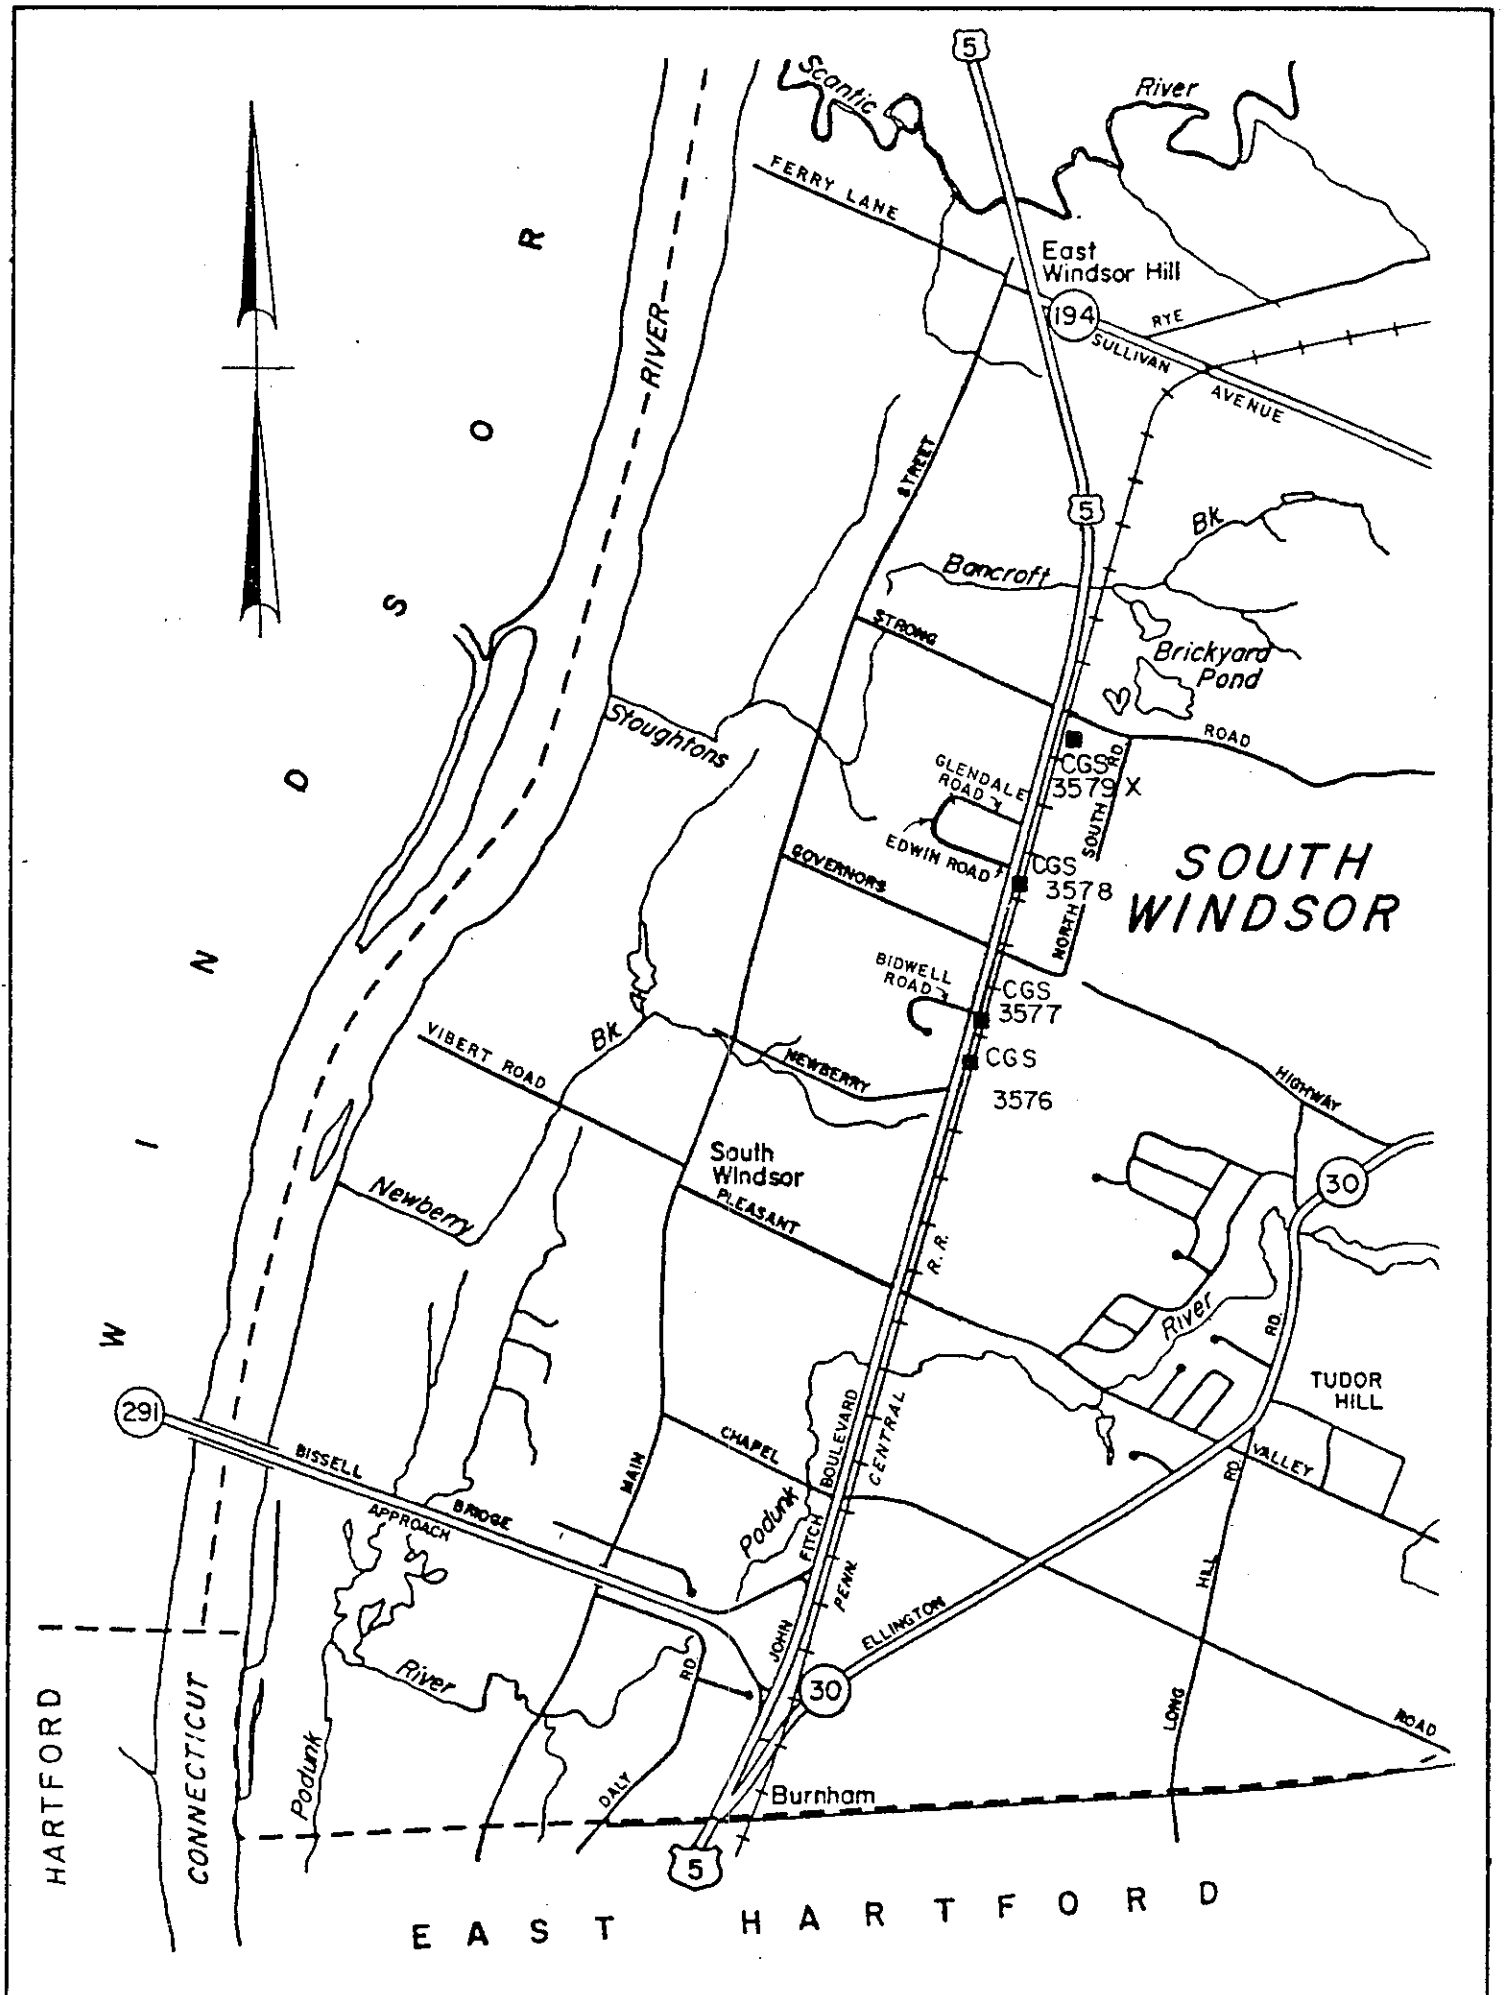 5
Scantic
River
FERRY LANE
East
Windsor Hill
194
RYE
SULLIVAN
AVENUE
RIVER
STREET
5
Bk
Bancroft
STRONG
Brickyard
Pond
ROAD
Stoughtons
CGS
3579 X
GLENDALE
ROAD
SOUTH RD
EDWIN ROAD
GOVERNORS
CGS
3578
SOUTH
WINDSOR
NORTH
BIDWELL
ROAD
CGS
3577
VIBERT ROAD
Bk
NEWBERRY
CGS
3576
HIGHWAY
South
Windsor
PLEASANT
30
Newberry
R.R.
River
RD.
TUDOR
HILL
WINDSOR
291
BISSELL
BRIDGE
APPROACH
MAIN
CHAPEL
BOULEVARD
CENTRAL
VALLEY
RD.
Podunk
FITCH
PENN.
HILL
JOHN
ELLINGTON
River
RD.
30
LONG
ROAD
HARTFORD
CONNECTICUT
Podunk
DALY
Burnham
5
EAST HARTFORD